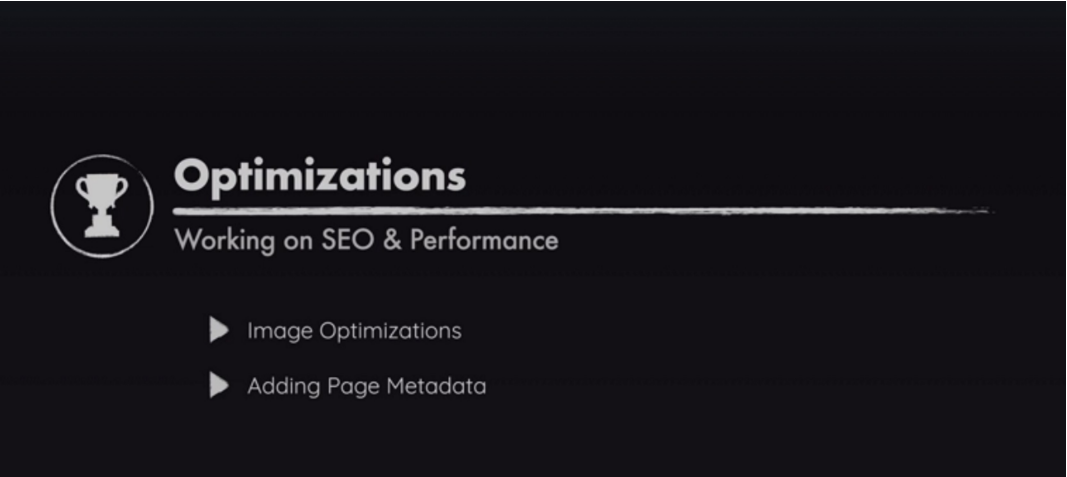 Optimizations
Working on SEO & Performance
Image Optimizations
Adding Page Metadata